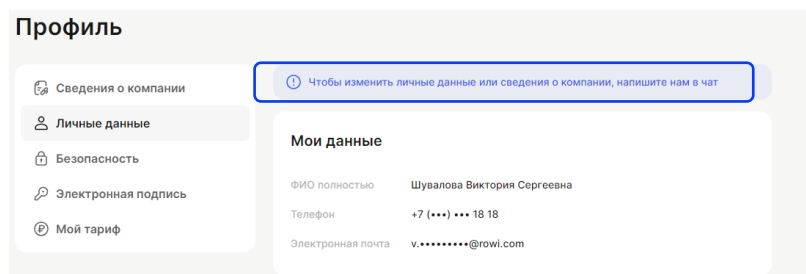 Профиль
Сведения о компании
Личные данные
Безопасность
Электронная подпись
Мой тариф
Чтобы изменить личные данные или сведения о компании, напишите нам в чат
Мои данные
ФИО полностью Шувалова Виктория Сергеевна
Телефон +7 (•••) ••• 18 18
Электронная почта v.•••••••••@rowi.com